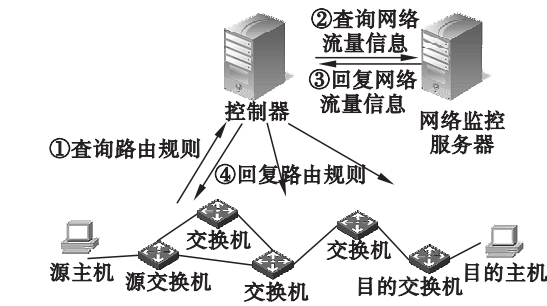 ②查询网络
流量信息
③回复网络
流量信息
控制器
网络监控
服务器
①查询路由规则
④回复路由规则
交换机
交换机
源主机
源交换机
交换机
目的交换机
目的主机